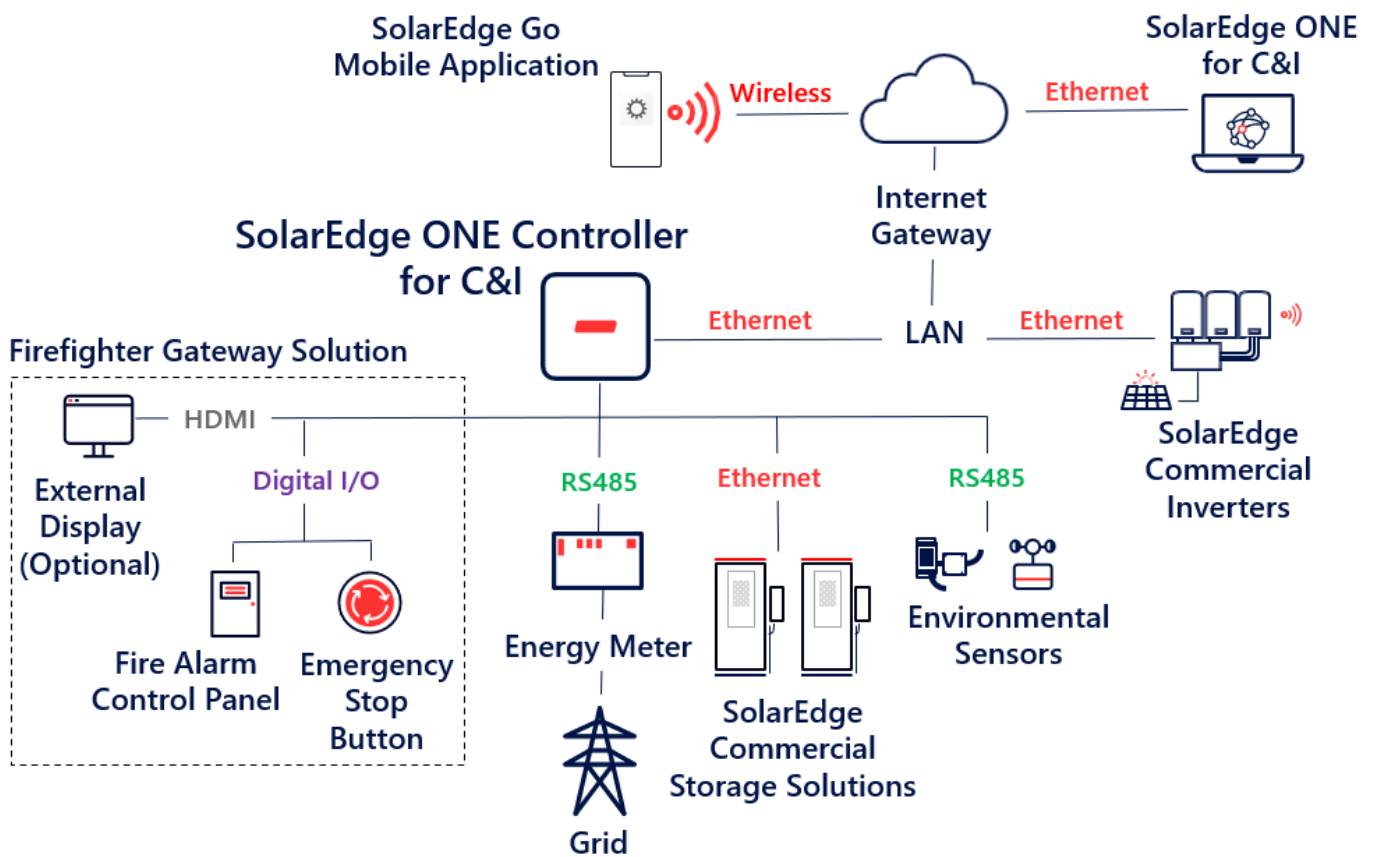 SolarEdge Go
Mobile Application
Wireless
Ethernet
SolarEdge ONE
for C&I
Internet
Gateway
SolarEdge ONE Controller
for C&I
Ethernet
LAN
Ethernet
SolarEdge
Commercial
Inverters
Firefighter Gateway Solution
HDMI
External
Display
(Optional)
Digital I/O
Fire Alarm
Control Panel
Emergency
Stop
Button
RS485
Energy Meter
Grid
Ethernet
SolarEdge
Commercial
Storage Solutions
RS485
Environmental
Sensors